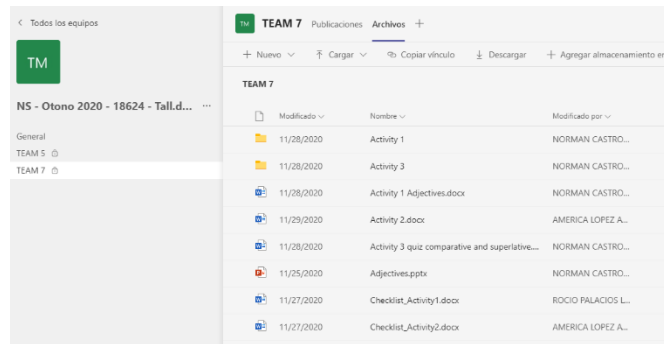 Todos los equipos
TM
NS - Otono 2020 - 18624 - Tall.d... ...
General
TEAM 5
TEAM 7
TM TEAM 7 Publicaciones Archivos +
+ Nuevo Cargar Copiar vínculo Descargar + Agregar almacenamiento en
TEAM 7
Modificado Nombre Modificado por
11/28/2020 Activity 1 NORMAN CASTRO...
11/28/2020 Activity 3 NORMAN CASTRO...
11/28/2020 Activity 1 Adjectives.docx NORMAN CASTRO...
11/29/2020 Activity 2.docx AMERICA LOPEZ A...
11/28/2020 Activity 3 quiz comparative and superlative.... NORMAN CASTRO...
11/25/2020 Adjectives.pptx NORMAN CASTRO...
11/27/2020 Checklist_Activity1.docx ROCIO PALACIOS L...
11/27/2020 Checklist_Activity2.docx AMERICA LOPEZ A...